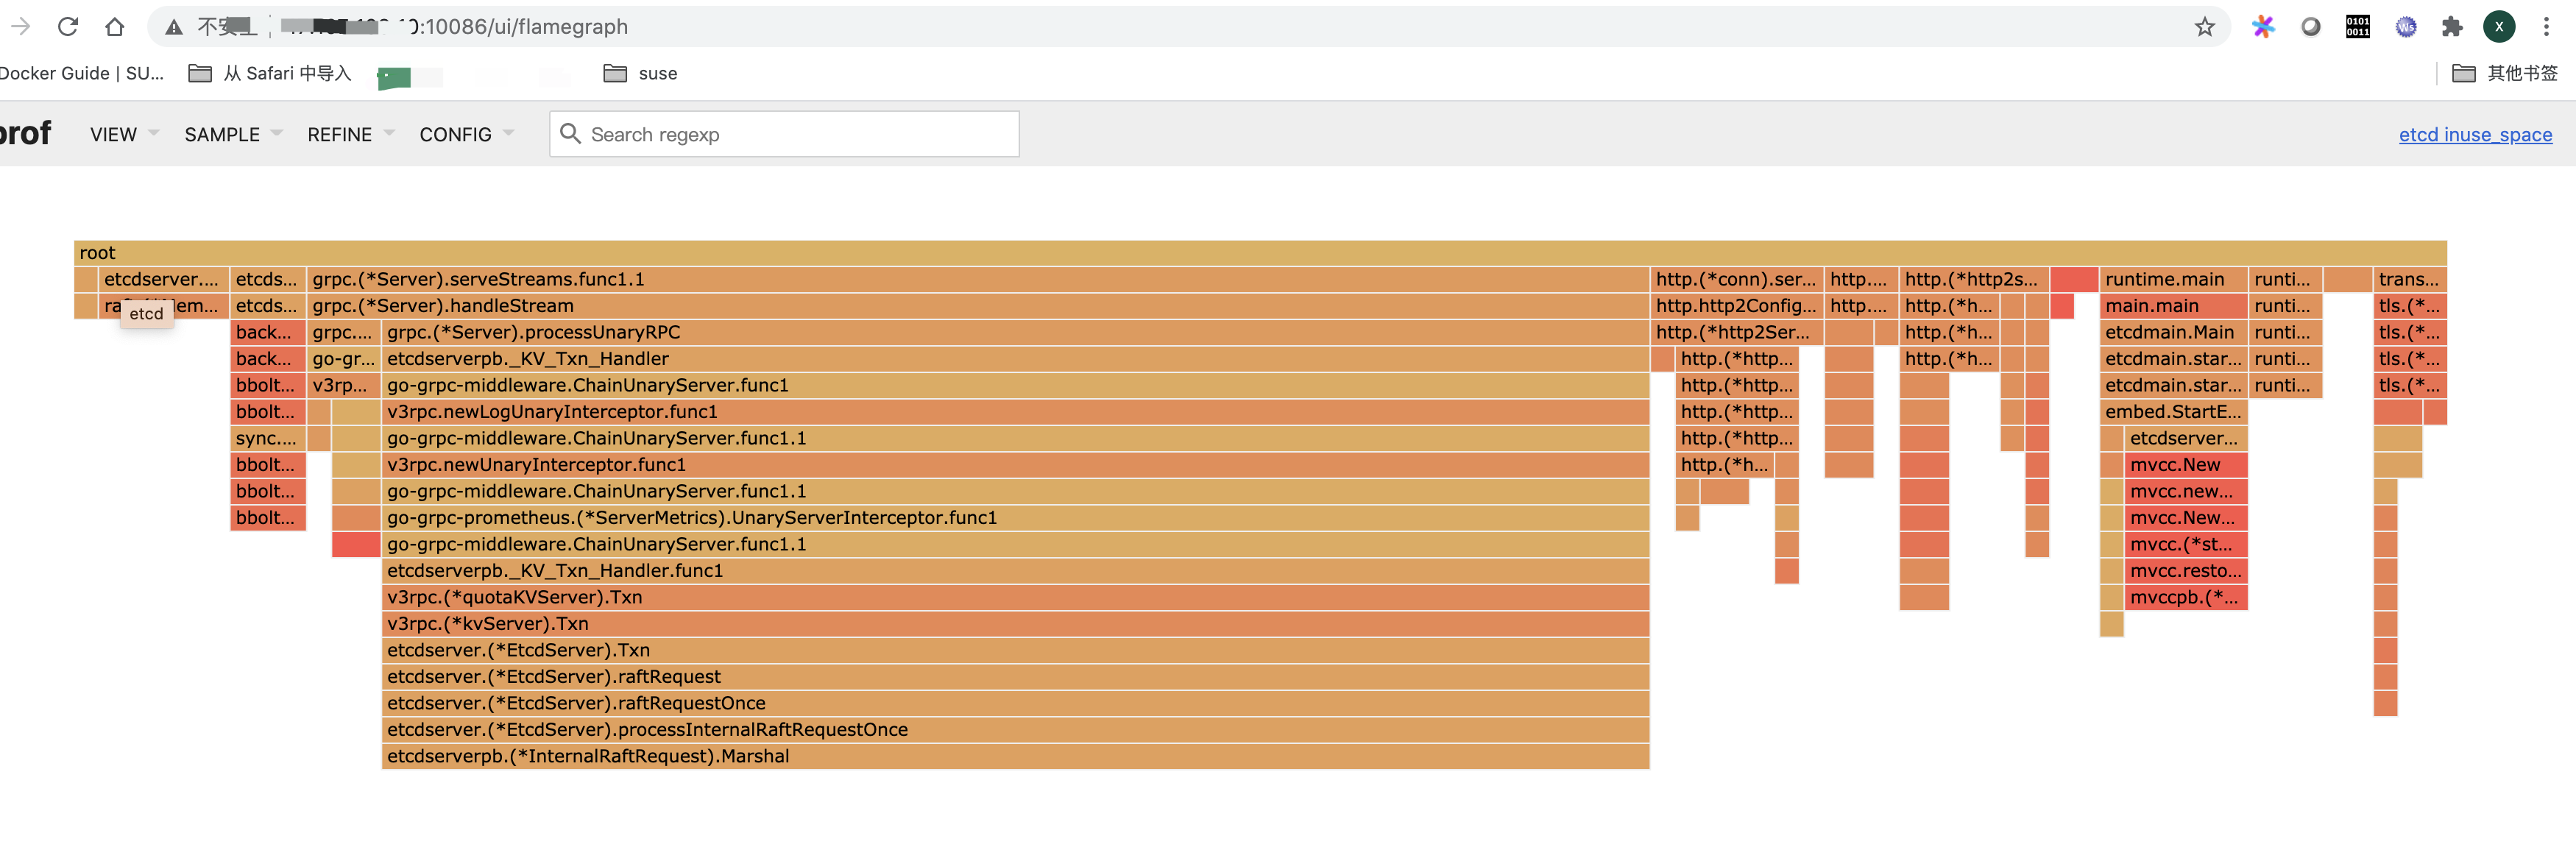 :10086/ui/flamegraph
Docker Guide | SU... 从 Safari 中导入 suse 其他书签
prof VIEW SAMPLE REFINE CONFIG Search regexp etcd inuse_space
root
etcdserver.... etcds... grpc.(*Server).serveStreams.func1.1 http.(*conn).ser... http.... http.(*http2s... runtime.main runti... trans...
etcds... grpc.(*Server).handleStream http.http2Config... http.... http.(*h... main.main runti... tls.(*...
etcd
back... grpc.... grpc.(*Server).processUnaryRPC http.(*http2Ser... http.(*h... etcdmain.Main runti... tls.(*...
back... go-gr... etcdserverpb._KV_Txn_Handler http.(*http... http.(*h... etcdmain.star... runti... tls.(*...
bbolt... v3rp... go-grpc-middleware.ChainUnaryServer.func1 http.(*http... etcdmain.star... runti... tls.(*...
bbolt... v3rpc.newLogUnaryInterceptor.func1 http.(*http... embed.StartE...
sync.... go-grpc-middleware.ChainUnaryServer.func1.1 http.(*http... etcdserver...
bbolt... v3rpc.newUnaryInterceptor.func1 http.(*h... mvcc.New
bbolt... go-grpc-middleware.ChainUnaryServer.func1.1 mvcc.new...
bbolt... go-grpc-prometheus.(*ServerMetrics).UnaryServerInterceptor.func1 mvcc.New...
go-grpc-middleware.ChainUnaryServer.func1.1 mvcc.(*st...
etcdserverpb._KV_Txn_Handler.func1 mvcc.resto...
v3rpc.(*quotaKVServer).Txn mvccpb.(*...
v3rpc.(*kvServer).Txn
etcdserver.(*EtcdServer).Txn
etcdserver.(*EtcdServer).raftRequest
etcdserver.(*EtcdServer).raftRequestOnce
etcdserver.(*EtcdServer).processInternalRaftRequestOnce
etcdserverpb.(*InternalRaftRequest).Marshal